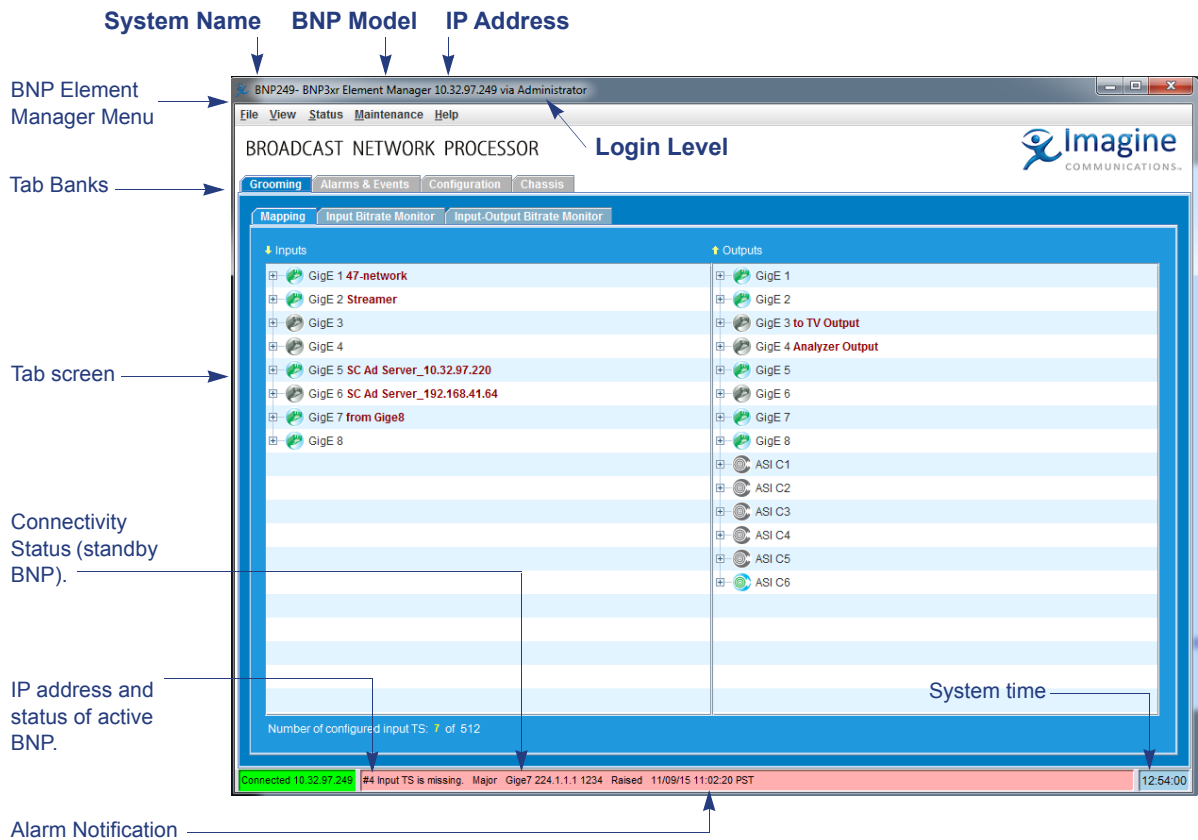 System Name BNP Model IP Address
BNP Element
Manager Menu
BNP249- BNP3xr Element Manager 10.32.97.249 via Administrator
File View Status Maintenance Help
BROADCAST NETWORK PROCESSOR
Login Level
Imagine
COMMUNICATIONS
Tab Banks
Grooming Alarms & Events Configuration Chassis
Mapping Input Bitrate Monitor Input-Output Bitrate Monitor
Inputs
GigE 1 47-network
GigE 2 Streamer
GigE 3
GigE 4
GigE 5 SC Ad Server_10.32.97.220
GigE 6 SC Ad Server_192.168.41.64
GigE 7 from Gige8
GigE 8
Outputs
GigE 1
GigE 2
GigE 3 to TV Output
GigE 4 Analyzer Output
GigE 5
GigE 6
GigE 7
GigE 8
ASI C1
ASI C2
ASI C3
ASI C4
ASI C5
ASI C6
Tab screen
Connectivity
Status (standby
BNP).
IP address and
status of active
BNP.
System time
Number of configured input TS: 7 of 512
Connected 10.32.97.249 #4 Input TS is missing. Major Gige7 224.1.1.1 1234 Raised 11/09/15 11:02:20 PST 12:54:00
Alarm Notification